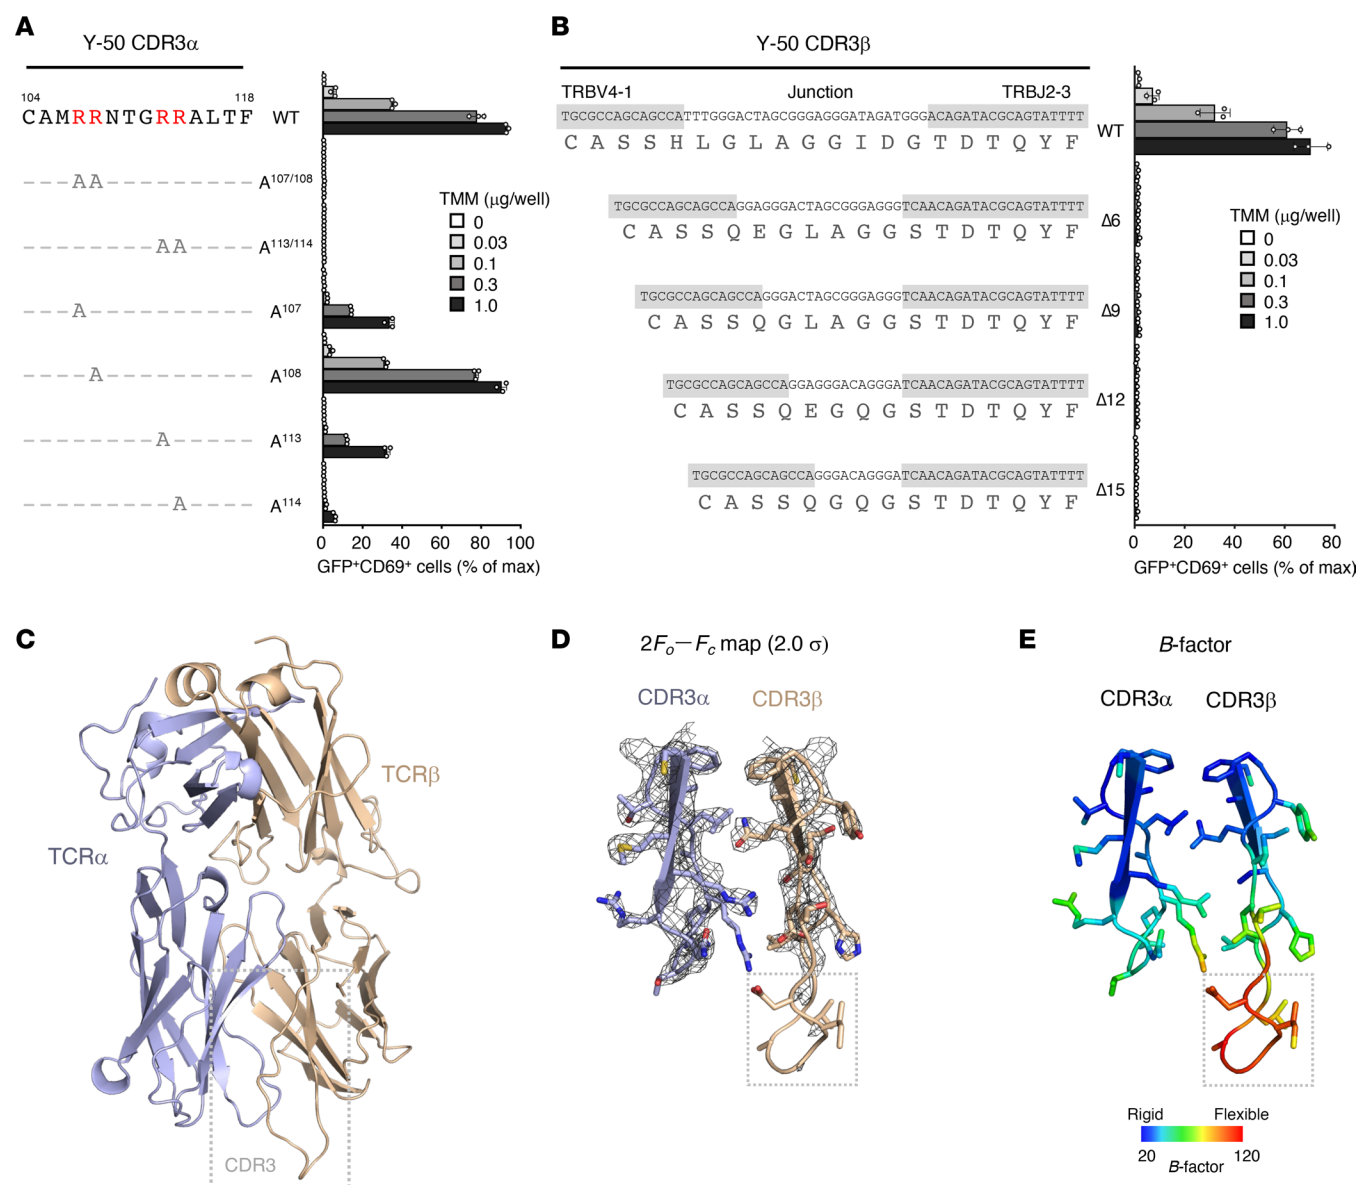 A
Y-50 CDR3α
104 118
CAMRRNTGRRALTF WT
– – – A A – – – – – – – – – A107/108
– – – – – – – – A A – – – – A113/114
– – – A – – – – – – – – – – A107
– – – – A – – – – – – – – – A108
– – – – – – – – A – – – – – A113
– – – – – – – – – A – – – – A114
TMM (μg/well)
0
0.03
0.1
0.3
1.0
0 20 40 60 80 100
GFP+CD69+ cells (% of max)
B
Y-50 CDR3β
TRBV4-1 Junction TRBJ2-3
TGCGCCAGCAGCCATTTGGGACTAGCGGGAGGGATAGATGGGACAGATACGCAGTATTTT
C A S S H L G L A G G I D G T D T Q Y F WT
TGCGCCAGCAGCCAGGAGGGACTAGCGGGAGGGTCAACAGATACGCAGTATTTT
C A S S Q E G L A G G S T D T Q Y F Δ6
TGCGCCAGCAGCCAGGGACTAGCGGGAGGGTCAACAGATACGCAGTATTTT
C A S S Q G L A G G S T D T Q Y F Δ9
TGCGCCAGCAGCCAGGAGGGACAGGGATCAACAGATACGCAGTATTTT
C A S S Q E G Q G S T D T Q Y F Δ12
TGCGCCAGCAGCCAGGGACAGGGATCAACAGATACGCAGTATTTT
C A S S Q G Q G S T D T Q Y F Δ15
TMM (μg/well)
0
0.03
0.1
0.3
1.0
0 20 40 60 80
GFP+CD69+ cells (% of max)
C
TCRβ
TCRα
CDR3
D
2Fo—Fc map (2.0 σ)
CDR3α CDR3β
E
B-factor
CDR3α CDR3β
Rigid Flexible
20 120
B-factor